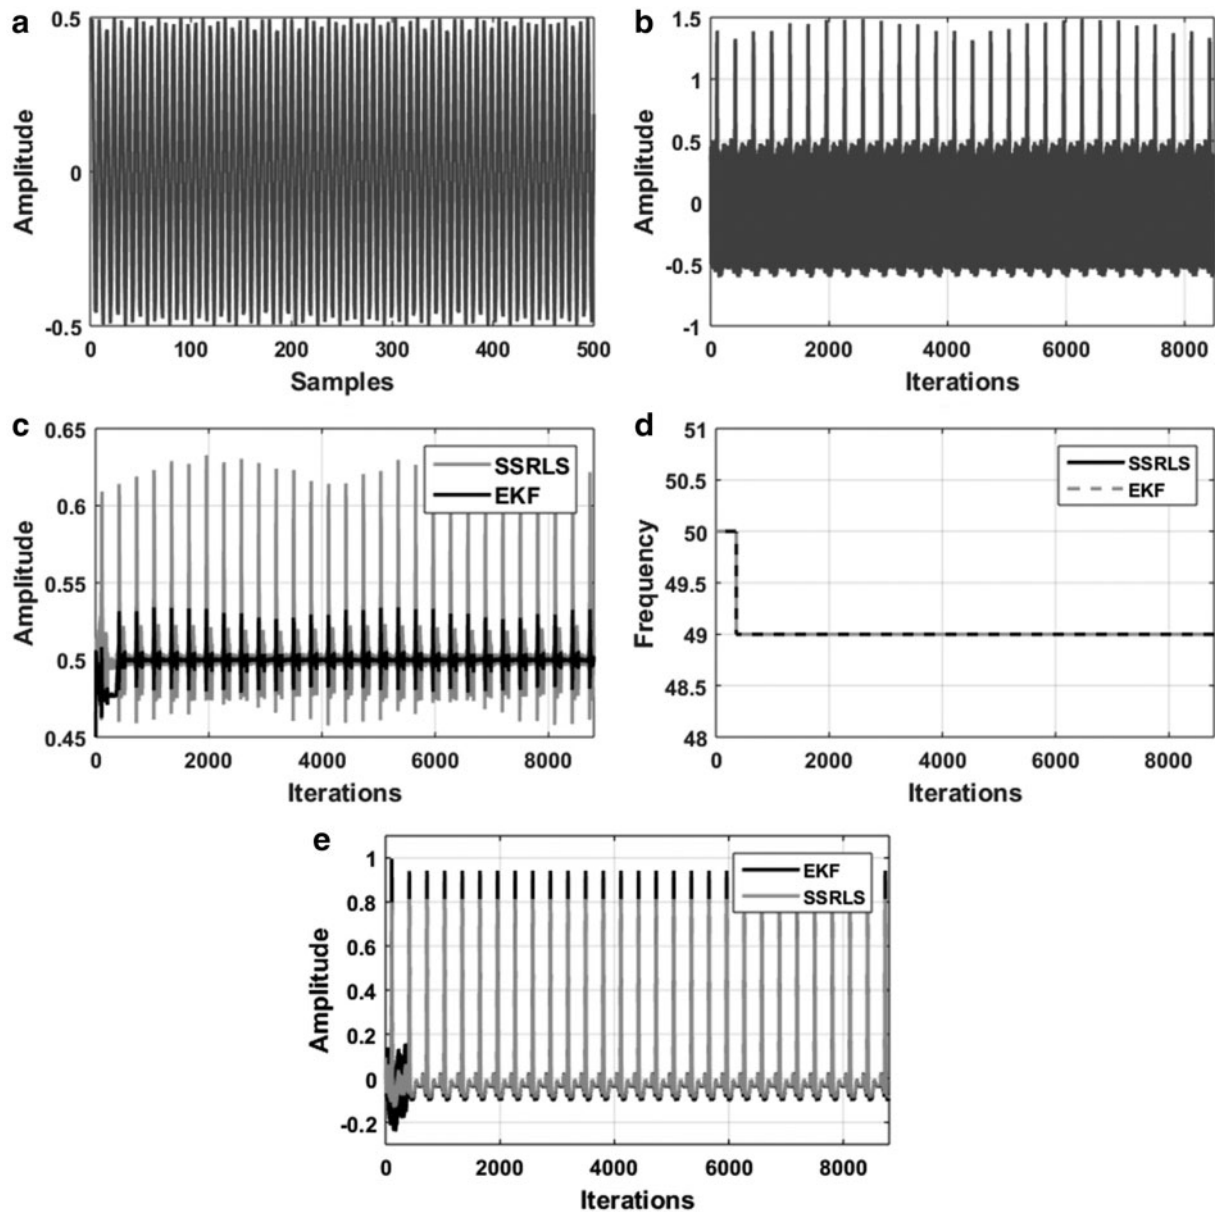 a
0.5
0
-0.5
Amplitude
0 100 200 300 400 500
Samples
b
1.5
1
0.5
0
-0.5
-1
Amplitude
0 2000 4000 6000 8000
Iterations
c
0.65
0.6
0.55
0.5
0.45
Amplitude
SSRLS
EKF
0 2000 4000 6000 8000
Iterations
d
51
50.5
50
49.5
49
48.5
48
Frequency
SSRLS
EKF
0 2000 4000 6000 8000
Iterations
e
1
0.8
0.6
0.4
0.2
0
-0.2
Amplitude
EKF
SSRLS
0 2000 4000 6000 8000
Iterations